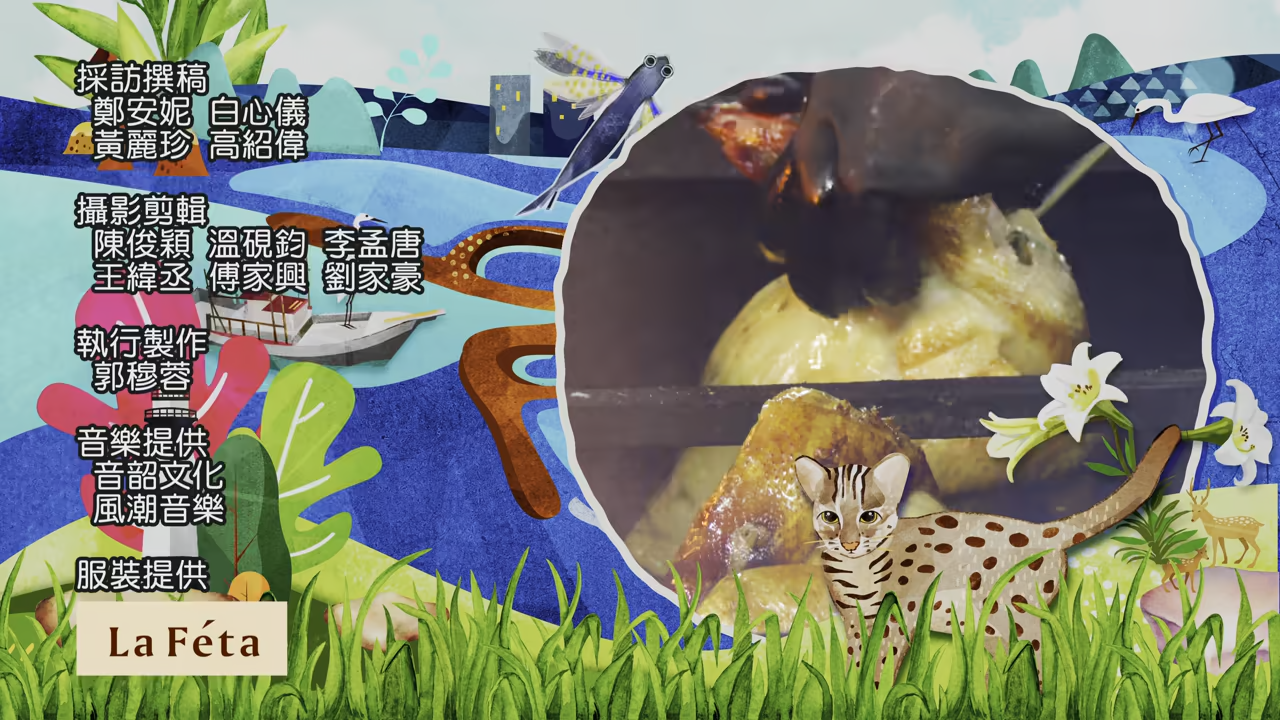 採訪撰稿
鄭安妮 白心儀
黃麗珍 高紹偉
攝影剪輯
陳俊穎 溫硯鈞 李孟唐
王緯丞 傅家興 劉家豪
執行製作
郭穆蓉
音樂提供
音韶文化
風潮音樂
服裝提供
La Féta